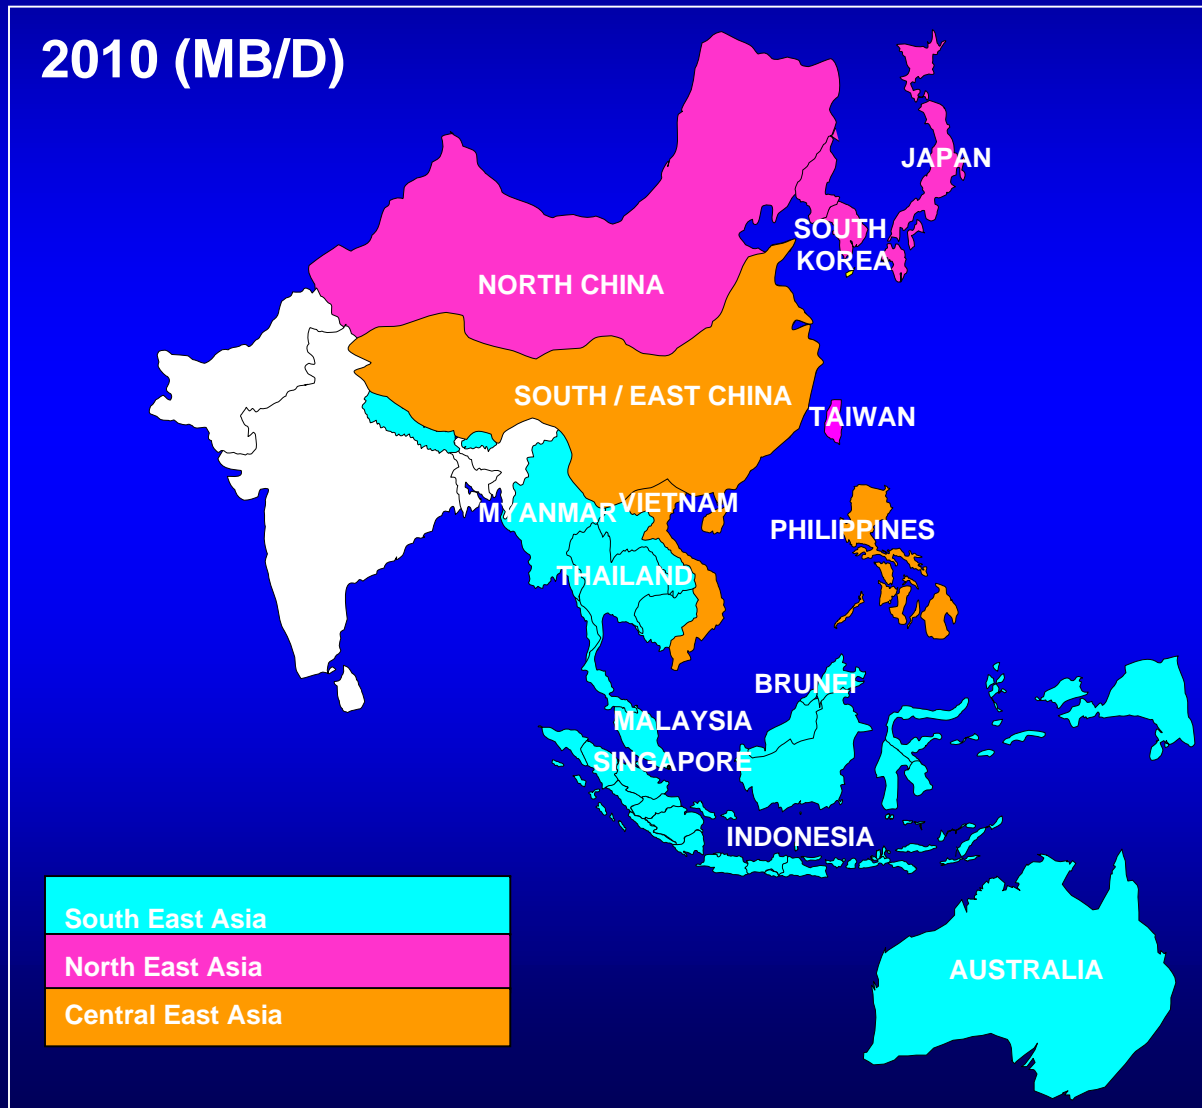 2010 (MB/D)
JAPAN
SOUTH
KOREA
NORTH CHINA
SOUTH / EAST CHINA
TAIWAN
VIETNAM
MYANMAR
PHILIPPINES
THAILAND
BRUNEI
MALAYSIA
SINGAPORE
INDONESIA
South East Asia
North East Asia
AUSTRALIA
Central East Asia